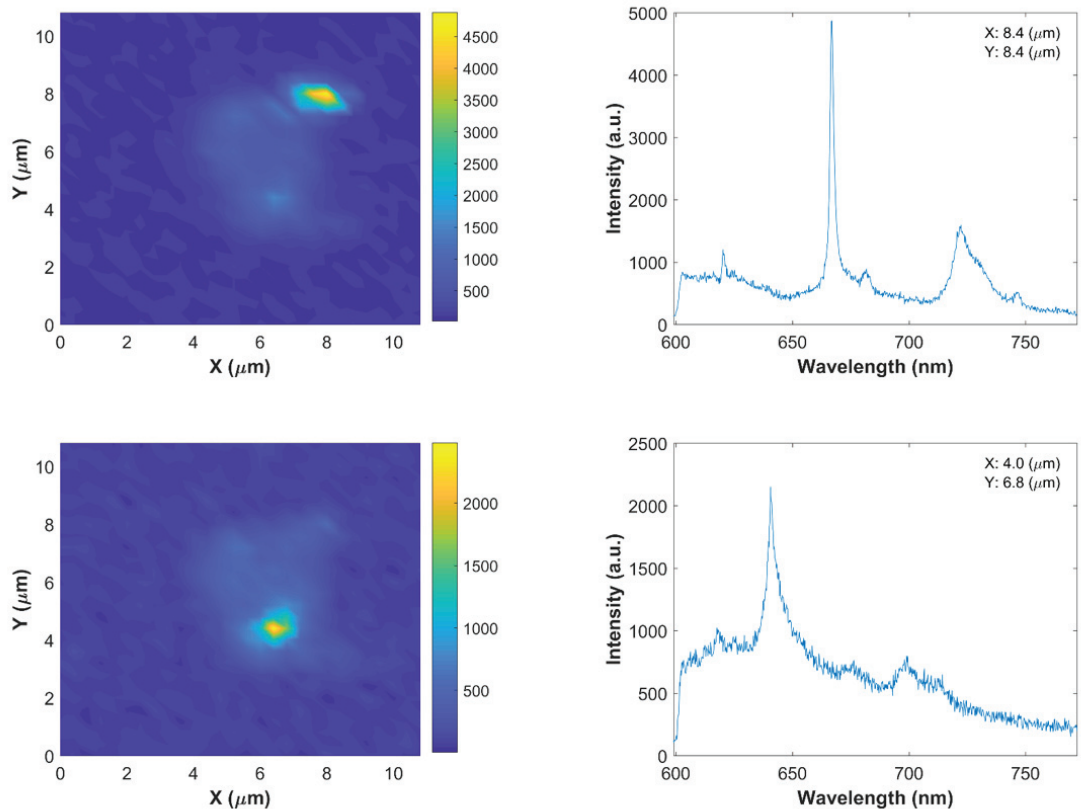 10
8
6
4
2
0
Y (μm)
0 2 4 6 8 10
X (μm)
4500
4000
3500
3000
2500
2000
1500
1000
500
5000
4000
3000
2000
1000
0
Intensity (a.u.)
X: 8.4 (μm)
Y: 8.4 (μm)
600 650 700 750
Wavelength (nm)
10
8
6
4
2
0
Y (μm)
0 2 4 6 8 10
X (μm)
2000
1500
1000
500
2500
2000
1500
1000
500
0
Intensity (a.u.)
X: 4.0 (μm)
Y: 6.8 (μm)
600 650 700 750
Wavelength (nm)